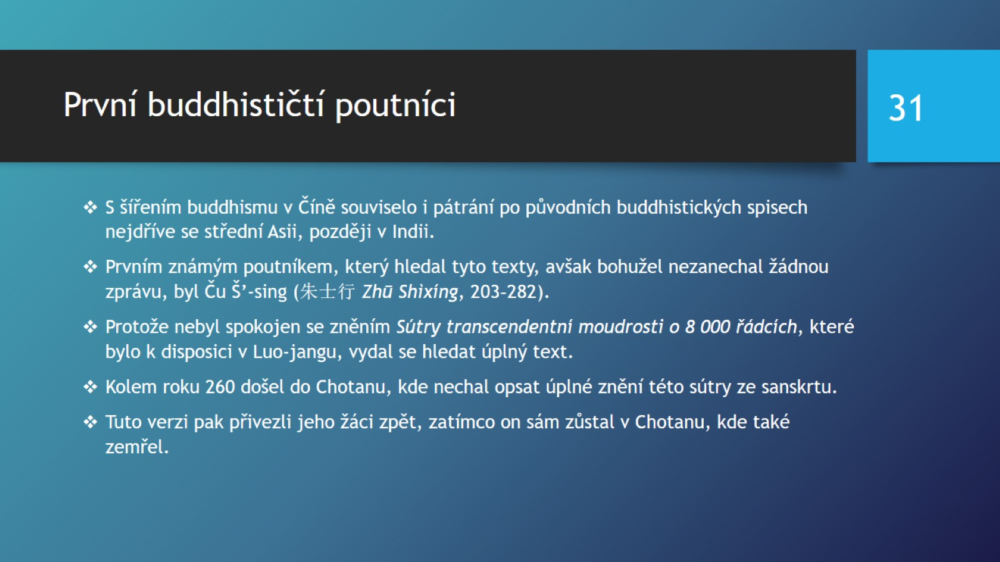 První buddhističtí poutníci
31
❖ S šířením buddhismu v Číně souviselo i pátrání po původních buddhistických spisech
nejdříve se střední Asii, později v Indii.
❖ Prvním známým poutníkem, který hledal tyto texty, avšak bohužel nezanechal žádnou
zprávu, byl Ču Š’-sing (朱士行 Zhū Shìxíng, 203-282).
❖ Protože nebyl spokojen se zněním Sútry transcendentní moudrosti o 8 000 řádcích, které
bylo k disposici v Luo-jangu, vydal se hledat úplný text.
❖ Kolem roku 260 došel do Chotanu, kde nechal opsat úplné znění této sútry ze sanskrtu.
❖ Tuto verzi pak přivezli jeho žáci zpět, zatímco on sám zůstal v Chotanu, kde také
zemřel.